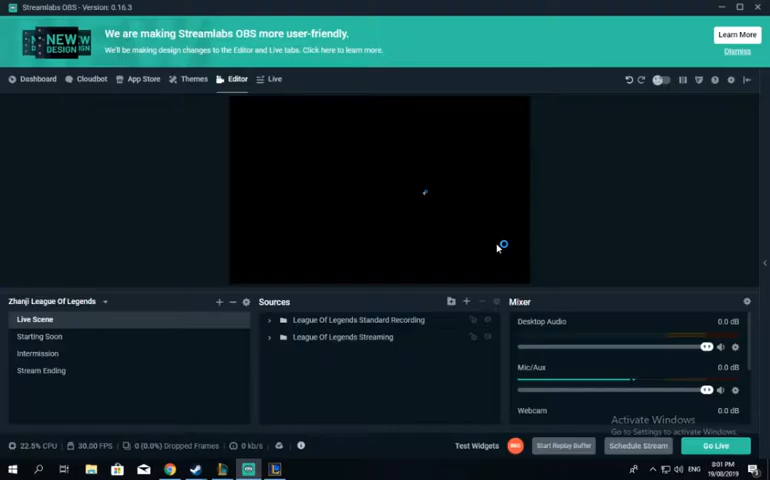 Streamlabs OBS - Version: 0.16.3
NEW
DESIGN
We are making Streamlabs OBS more user-friendly.
We'll be making design changes to the Editor and Live tabs. Click here to learn more.
Learn More
Dismiss
Dashboard
Cloudbot
App Store
Themes
Editor
Live
Zhanji League Of Legends
Live Scene
Starting Soon
Intermission
Stream Ending
Sources
League Of Legends Standard Recording
League Of Legends Streaming
Mixer
Desktop Audio 0.0 dB
Mic/Aux 0.0 dB
Webcam 0.0 dB
Activate Windows
Go to Settings to activate Windows.
22.5% CPU
30.00 FPS
0 (0.0%) Dropped Frames
0 kb/s
Test Widgets
REC
Start Replay Buffer
Schedule Stream
Go Live
ENG
8:01 PM
19/08/2019